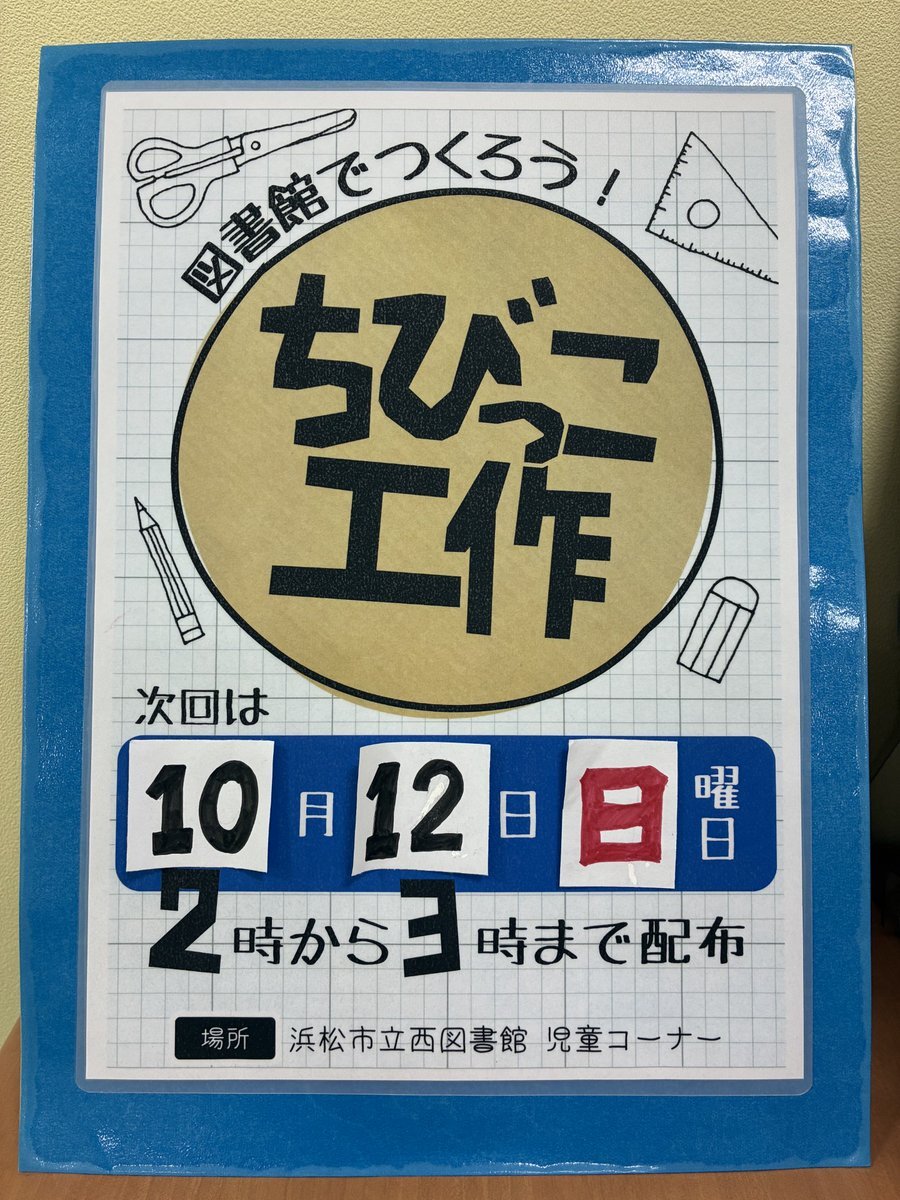 図書館でつくろう!
ちびっこ
工作
次回は
10月12日日曜日
2時から3時まで配布
場所 浜松市立西図書館 児童コーナー